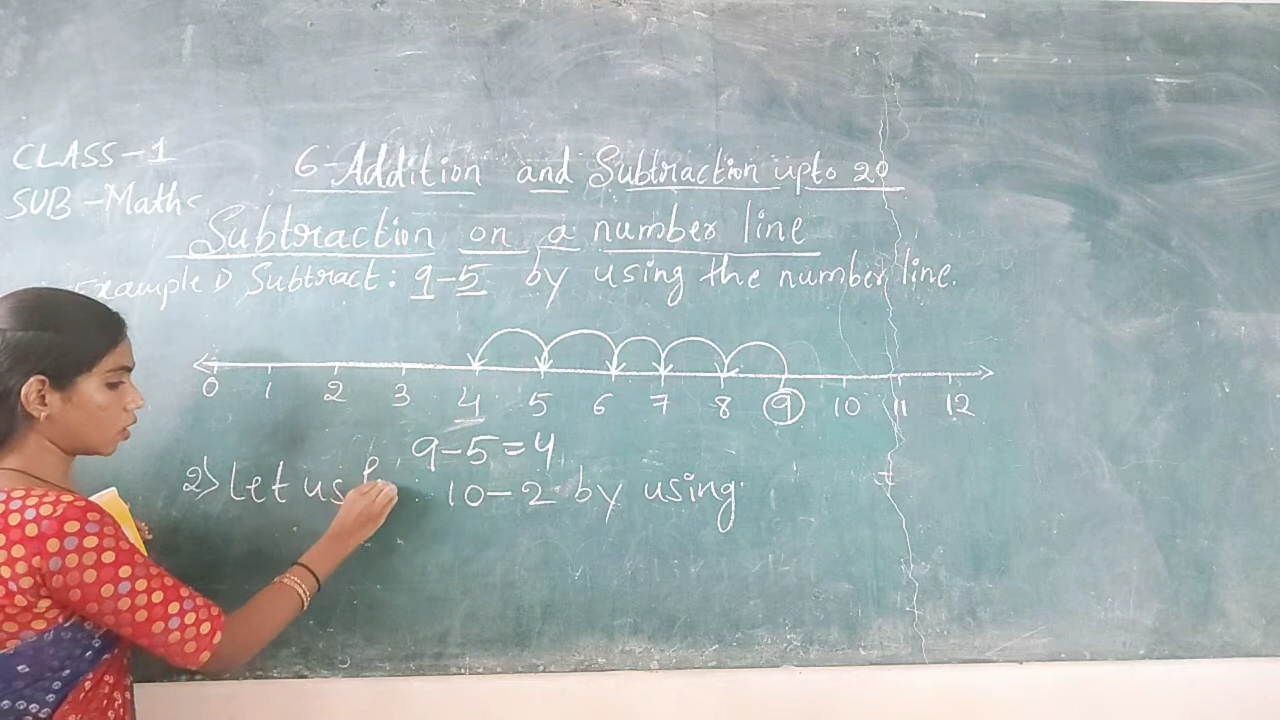 CLASS-1
SUB-Maths
6-Addition and Subtraction upto 20
Subtraction on a number line
Example 1) Subtract: 9-5 by using the number line.
0 1 2 3 4 5 6 7 8 9 10 11 12
9-5=4
2) Let us 10-2 by using